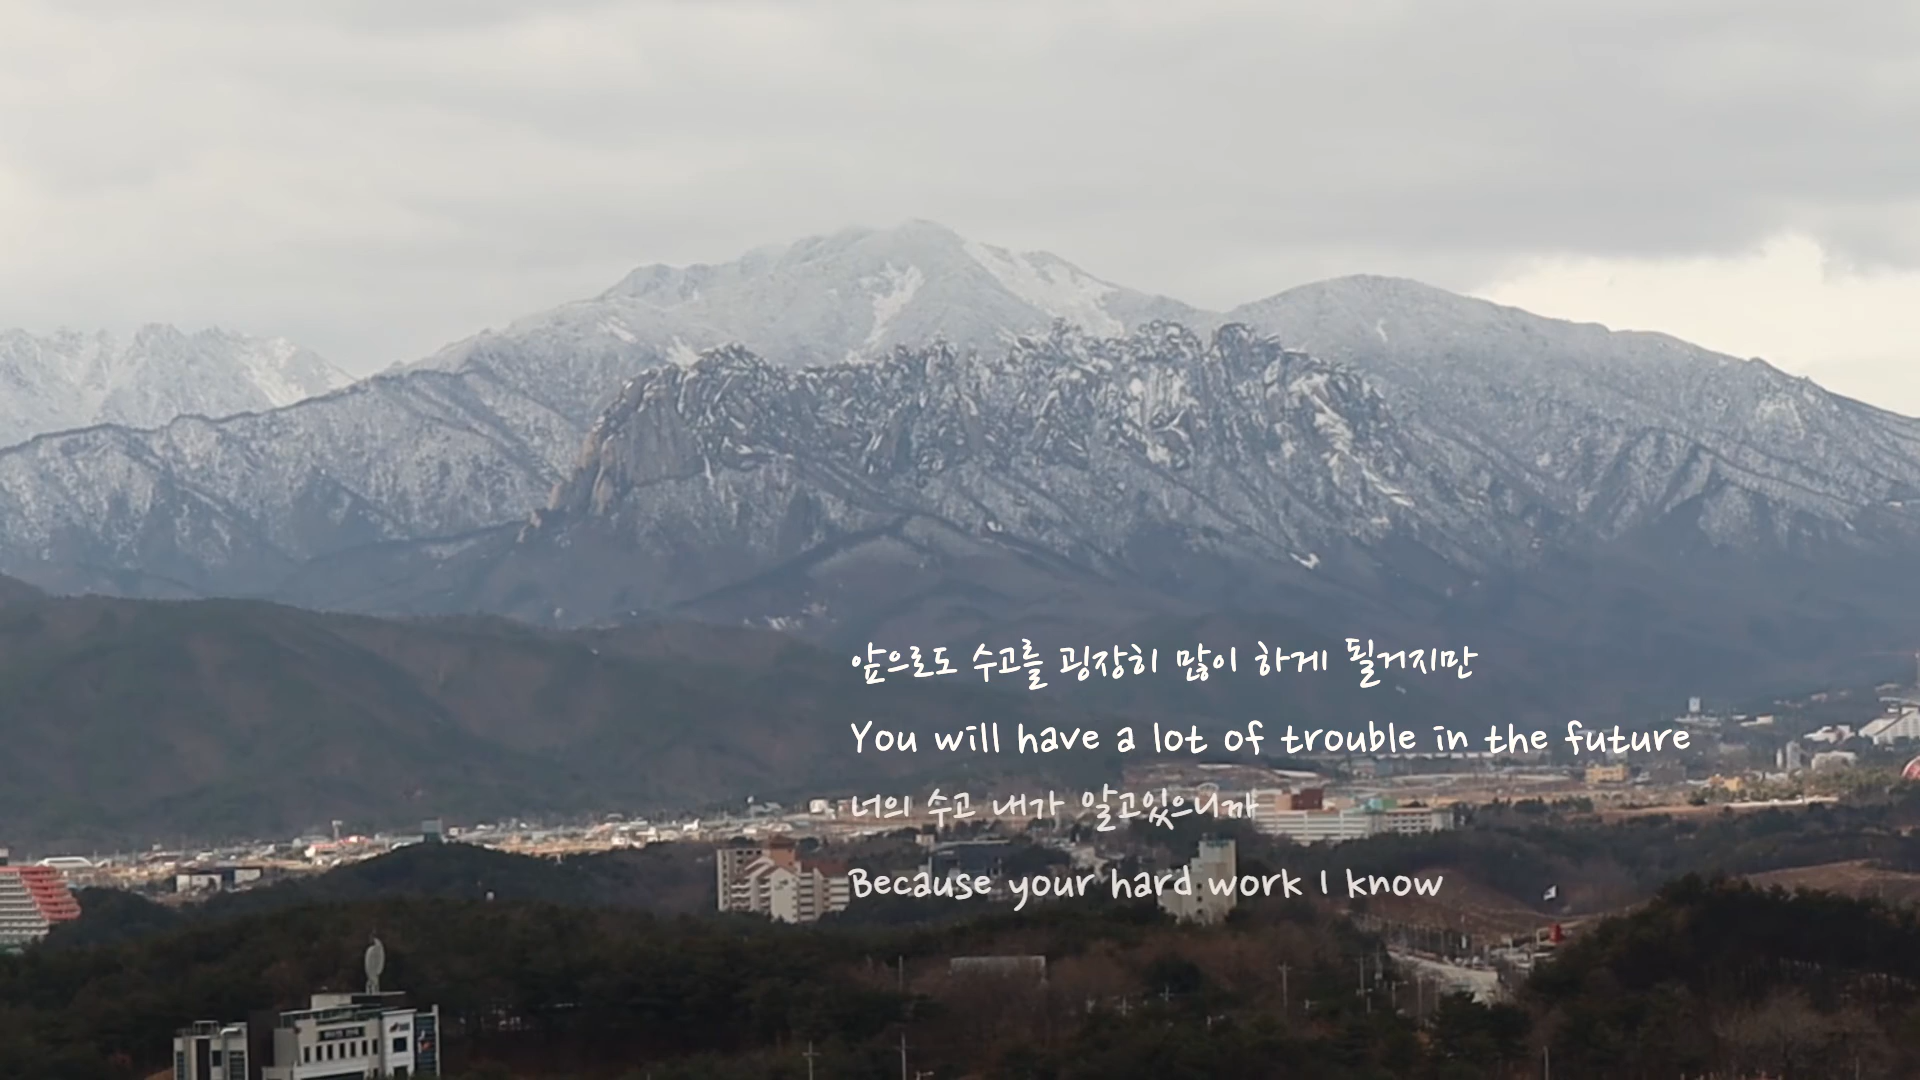 앞으로도 수고를 굉장히 많이 하게 될거지만
You will have a lot of trouble in the future
너의 수고 내가 알고있으니까
Because your hard work I know